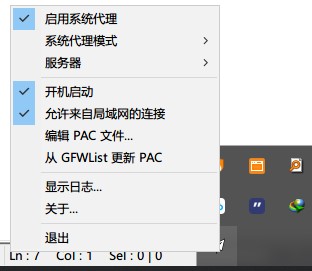 启用系统代理
系统代理模式
服务器
开机启动
允许来自局域网的连接
编辑 PAC 文件...
从 GFWList 更新 PAC
显示日志...
关于...
退出
Ln : 7 Col : 1 Sel : 0 | 0